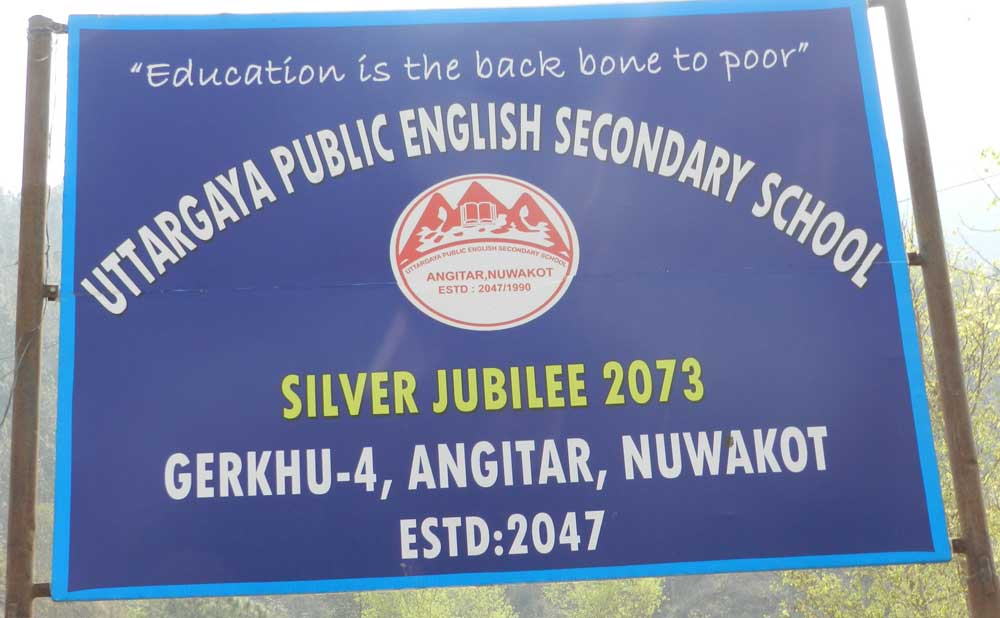 “Education is the back bone to poor”
UTTARGAYA PUBLIC ENGLISH SECONDARY SCHOOL
UTTARGAYA PUBLIC ENGLISH SECONDARY SCHOOL
ANGITAR,NUWAKOT
ESTD : 2047/1990
SILVER JUBILEE 2073
GERKHU-4, ANGITAR, NUWAKOT
ESTD:2047